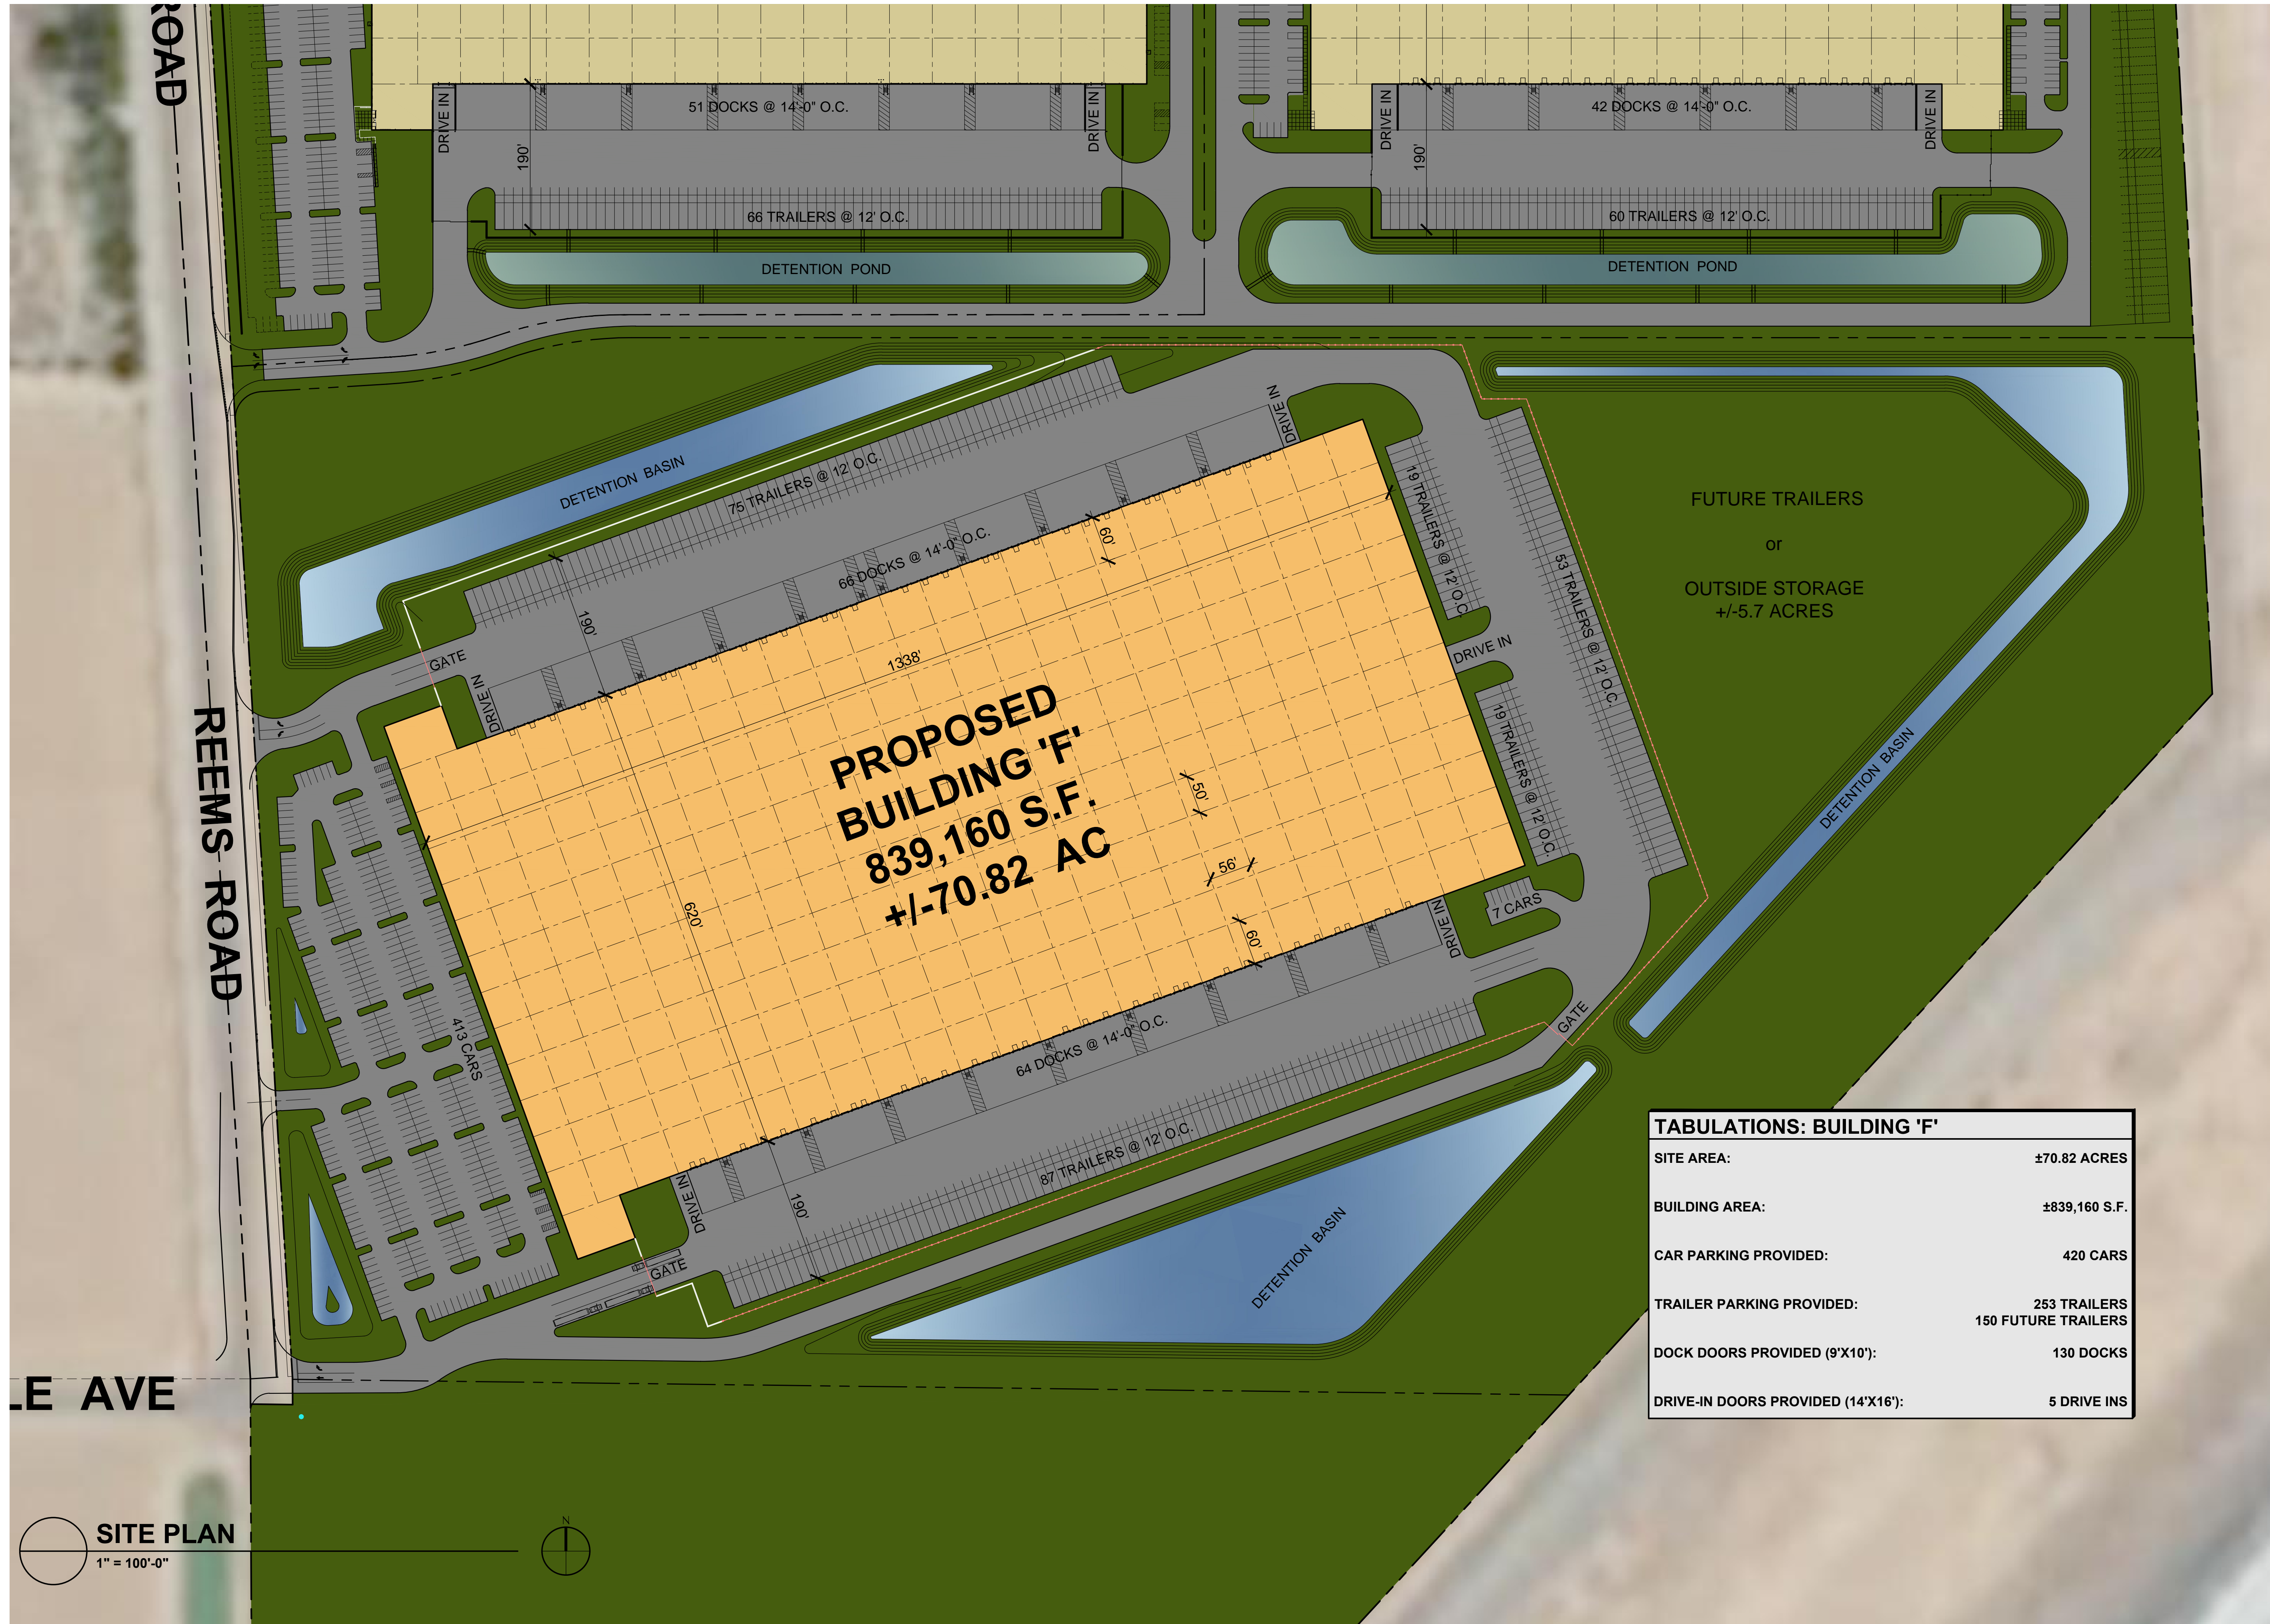 ROAD
DRIVE IN
51 DOCKS @ 14'-0" O.C.
DRIVE IN
190'
66 TRAILERS @ 12' O.C.
DETENTION POND
DRIVE IN
42 DOCKS @ 14'-0" O.C.
DRIVE IN
190'
60 TRAILERS @ 12' O.C.
DETENTION POND
DETENTION BASIN
75 TRAILERS @ 12' O.C.
DRIVE IN
66 DOCKS @ 14'-0" O.C.
60'
190'
19 TRAILERS @ 12' O.C.
53 TRAILERS @ 12' O.C.
FUTURE TRAILERS
or
OUTSIDE STORAGE
+/-5.7 ACRES
GATE
DRIVE IN
1338'
DRIVE IN
19 TRAILERS @ 12' O.C.
REEMS ROAD
PROPOSED
BUILDING 'F'
839,160 S.F.
+/-70.82 AC
50'
56'
620'
60'
DRIVE IN
7 CARS
DETENTION BASIN
413 CARS
64 DOCKS @ 14'-0" O.C.
GATE
87 TRAILERS @ 12' O.C.
DRIVE IN
190'
GATE
DETENTION BASIN
TABULATIONS: BUILDING 'F'
SITE AREA: ±70.82 ACRES
BUILDING AREA: ±839,160 S.F.
CAR PARKING PROVIDED: 420 CARS
TRAILER PARKING PROVIDED: 253 TRAILERS
150 FUTURE TRAILERS
DOCK DOORS PROVIDED (9'X10'): 130 DOCKS
DRIVE-IN DOORS PROVIDED (14'X16'): 5 DRIVE INS
LE AVE
SITE PLAN
1" = 100'-0"
N